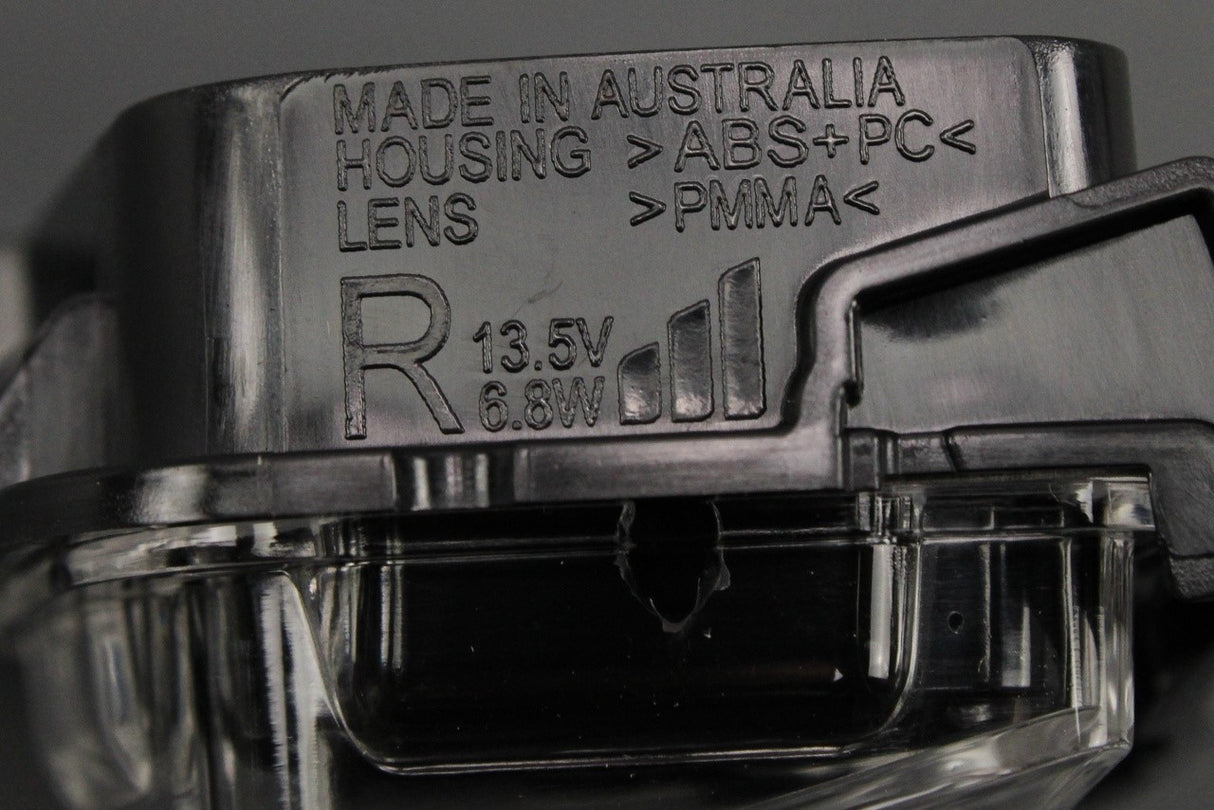 MADE IN AUSTRALIA
HOUSING >ABS+PC<
LENS >PMMA<
R
13.5V
6.8W